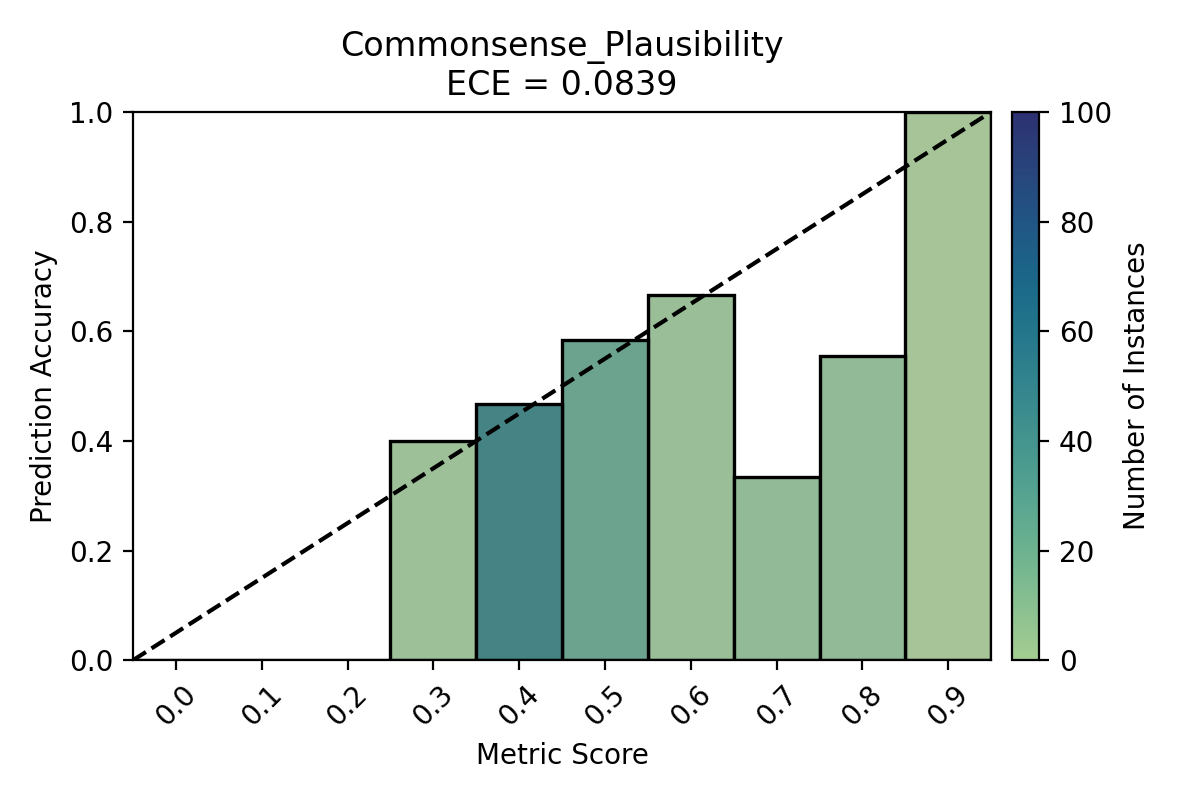 Commonsense_Plausibility
ECE = 0.0839
Prediction Accuracy
1.0
0.8
0.6
0.4
0.2
0.0
0.0 0.1 0.2 0.3 0.4 0.5 0.6 0.7 0.8 0.9
Metric Score
100
80
60
40
20
0
Number of Instances